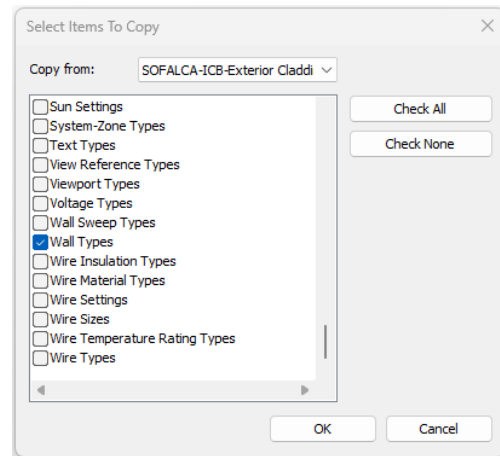 Select Items To Copy
Copy from: SOFALCA-ICB-Exterior Claddi
Sun Settings
System-Zone Types
Text Types
View Reference Types
Viewport Types
Voltage Types
Wall Sweep Types
Wall Types
Wire Insulation Types
Wire Material Types
Wire Settings
Wire Sizes
Wire Temperature Rating Types
Wire Types
Check All
Check None
OK Cancel